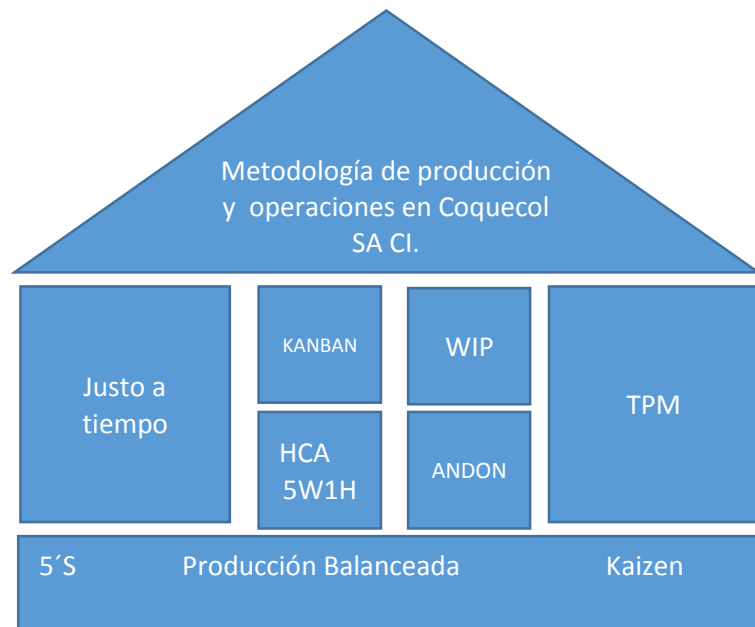 Metodología de producción
y operaciones en Coquecol
SA CI.
Justo a
tiempo
KANBAN
WIP
TPM
HCA
5W1H
ANDON
5´S Producción Balanceada Kaizen